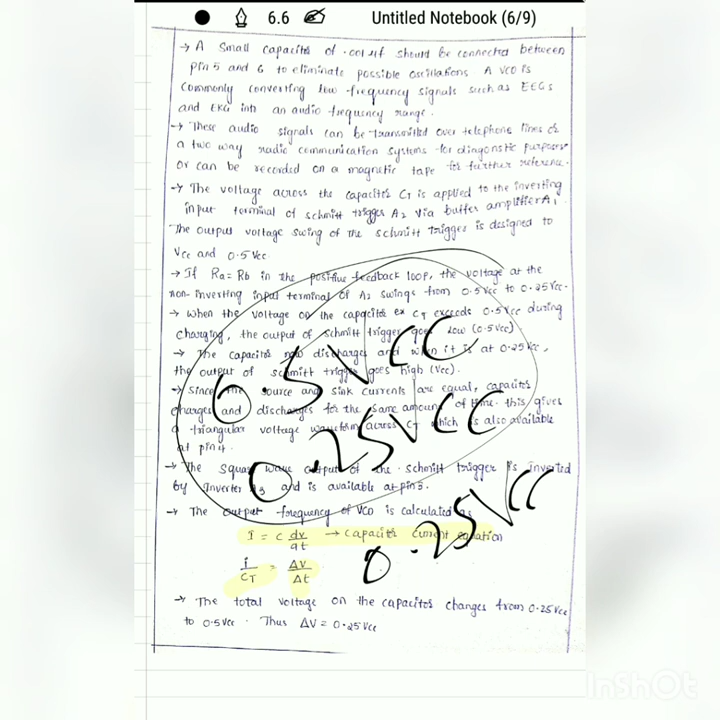 6.6
Untitled Notebook (6/9)
→ A Small capacitor of .001 μf should be connected between
pin 5 and 6 to eliminate possible oscillations A VCO is
commonly converting low-frequency signals such as EEGs
and EKG into an audio frequency range.
→ These audio signals can be transmitted over telephone lines or
a two way radio communication systems for diagonstic purposes
or can be recorded on a magnetic tape for further reference.
→ The voltage across the capacitor CT is applied to the inverting
input terminal of schmitt trigger A2 via buffer amplifier A1.
The output voltage swing of the schmitt trigger is designed to
Vcc and 0.5 Vcc.
→ If Ra = Rb in the positive feedback loop, the voltage at the
non-inverting input terminal of A2 swings from 0.5Vcc to 0.25Vcc.
→ When the voltage on the capacitor CT exceeds 0.5Vcc during
charging, the output of schmitt trigger goes low (0.5Vcc)
→ The capacitor now discharges and when it is at 0.25Vcc,
the output of schmitt trigger goes high (Vcc).
→ Since the source and sink currents are equal, capacitor
charges and discharges for the same amount of time. this gives
a triangular voltage waveform across CT which is also available
at pin 4.
→ The square wave output of the schmitt trigger is inverted
by Inverter A3 and is available at pin 3.
→ The output frequency of VCO is calculated as
I = C dv/dt → capacitor current equation
i/CT = ΔV/Δt
→ The total voltage on the capacitor changes from 0.25Vcc
to 0.5Vcc. Thus ΔV = 0.25Vcc
0.5VCC
0.25VCC
0.25VCC
InShOt